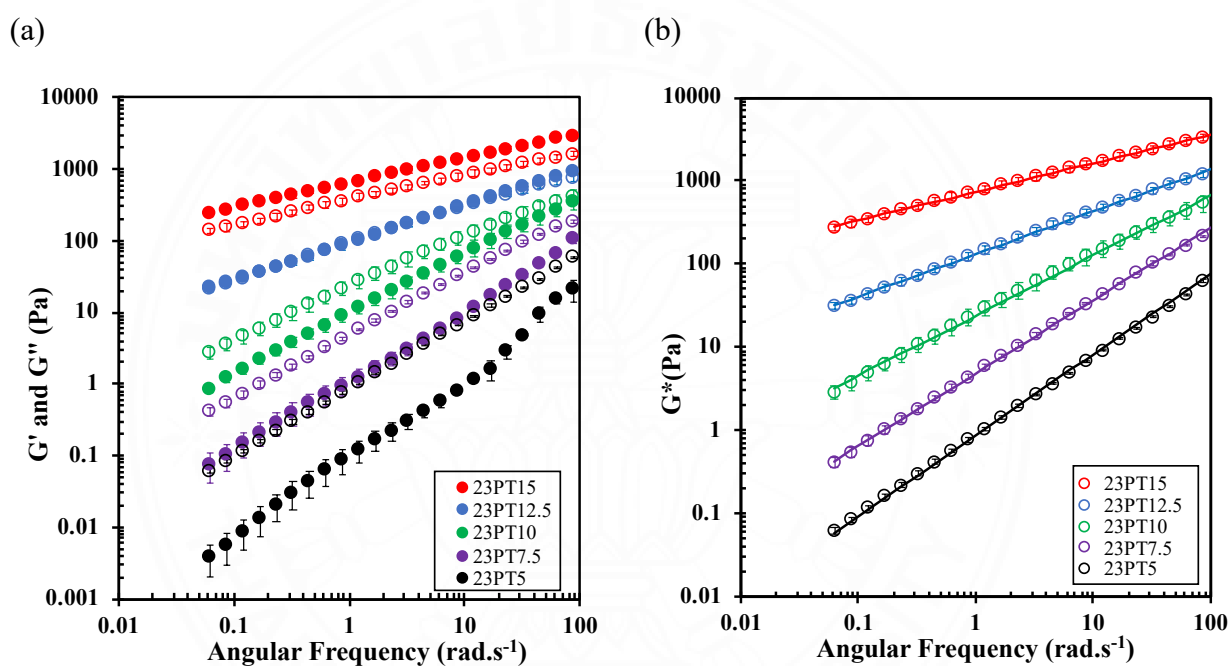 (a)
(b)
G' and G'' (Pa)
10000
1000
100
10
1
0.1
0.01
0.001
23PT15
23PT12.5
23PT10
23PT7.5
23PT5
0.01 0.1 1 10 100
Angular Frequency (rad.s-1)
G*(Pa)
10000
1000
100
10
1
0.1
0.01
23PT15
23PT12.5
23PT10
23PT7.5
23PT5
0.01 0.1 1 10 100
Angular Frequency (rad.s-1)